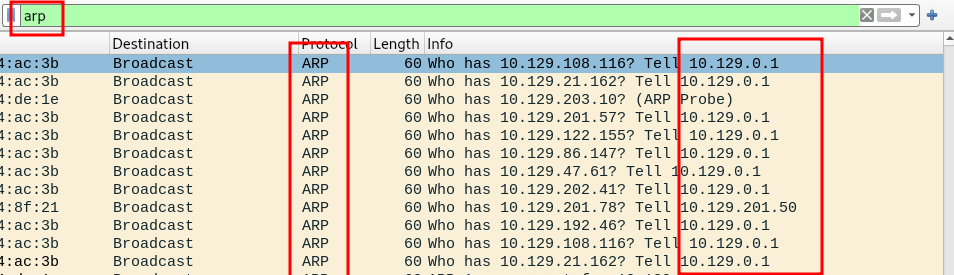 arp
Destination Protocol Length Info
4:ac:3b Broadcast ARP 60 Who has 10.129.108.116? Tell 10.129.0.1
4:ac:3b Broadcast ARP 60 Who has 10.129.21.162? Tell 10.129.0.1
4:de:1e Broadcast ARP 60 Who has 10.129.203.10? (ARP Probe)
4:ac:3b Broadcast ARP 60 Who has 10.129.201.57? Tell 10.129.0.1
4:ac:3b Broadcast ARP 60 Who has 10.129.122.155? Tell 10.129.0.1
4:ac:3b Broadcast ARP 60 Who has 10.129.86.147? Tell 10.129.0.1
4:ac:3b Broadcast ARP 60 Who has 10.129.47.61? Tell 10.129.0.1
4:ac:3b Broadcast ARP 60 Who has 10.129.202.41? Tell 10.129.0.1
4:8f:21 Broadcast ARP 60 Who has 10.129.201.78? Tell 10.129.201.50
4:ac:3b Broadcast ARP 60 Who has 10.129.192.46? Tell 10.129.0.1
4:ac:3b Broadcast ARP 60 Who has 10.129.108.116? Tell 10.129.0.1
4:ac:3b Broadcast ARP 60 Who has 10.129.21.162? Tell 10.129.0.1